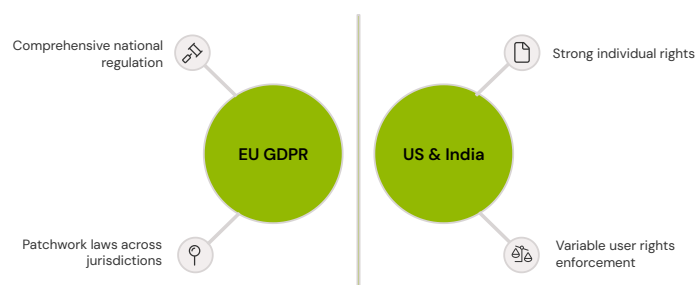 Comprehensive national
regulation
EU GDPR
Patchwork laws across
jurisdictions
Strong individual rights
US & India
Variable user rights
enforcement